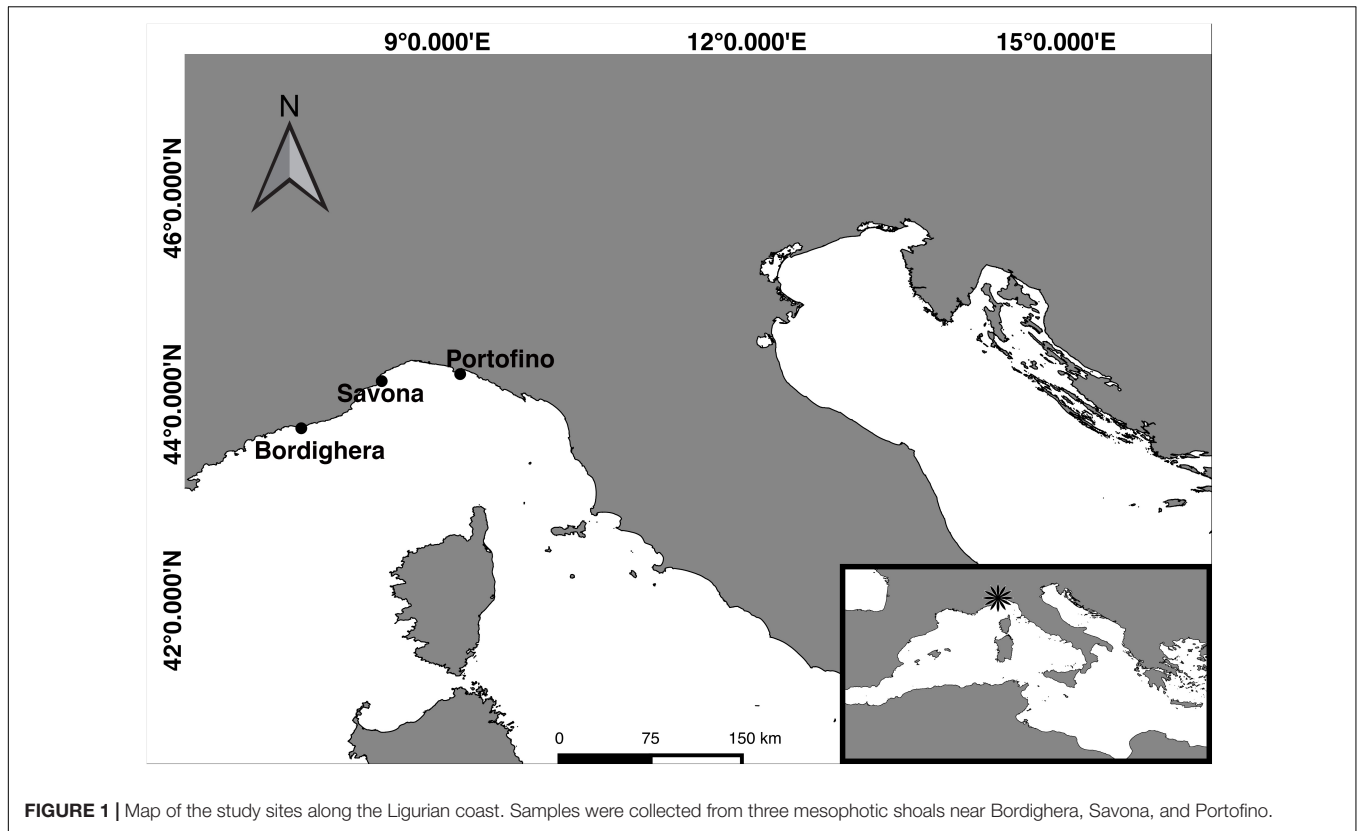 9°0.000'E 12°0.000'E 15°0.000'E
N
46°0.000'N
44°0.000'N
42°0.000'N
Portofino
Savona
Bordighera
0 75 150 km
FIGURE 1 | Map of the study sites along the Ligurian coast. Samples were collected from three mesophotic shoals near Bordighera, Savona, and Portofino.